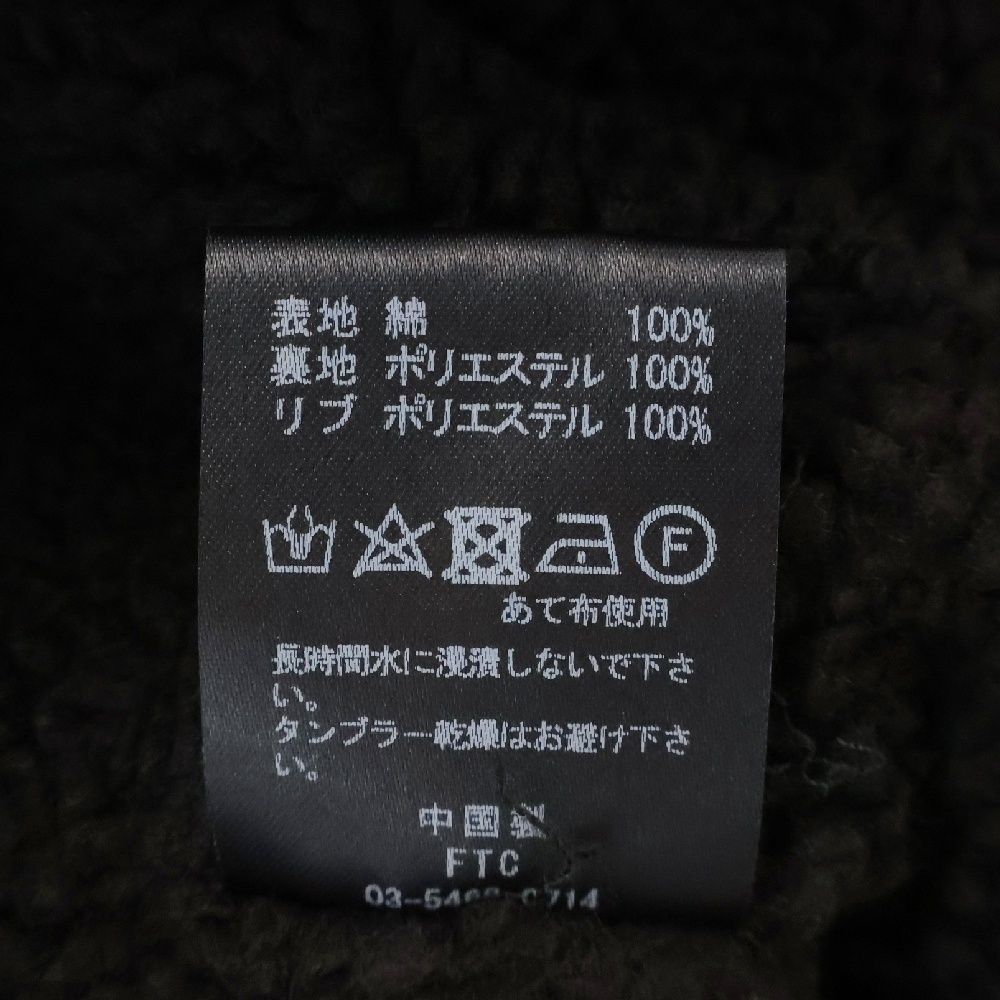 表地 綿 100%
裏地 ポリエステル 100%
リブ ポリエステル 100%
F
あて布使用
長時間水に浸漬しないで下さ
い。
タンブラー乾燥はお避け下さ
い。
中国製
FTC